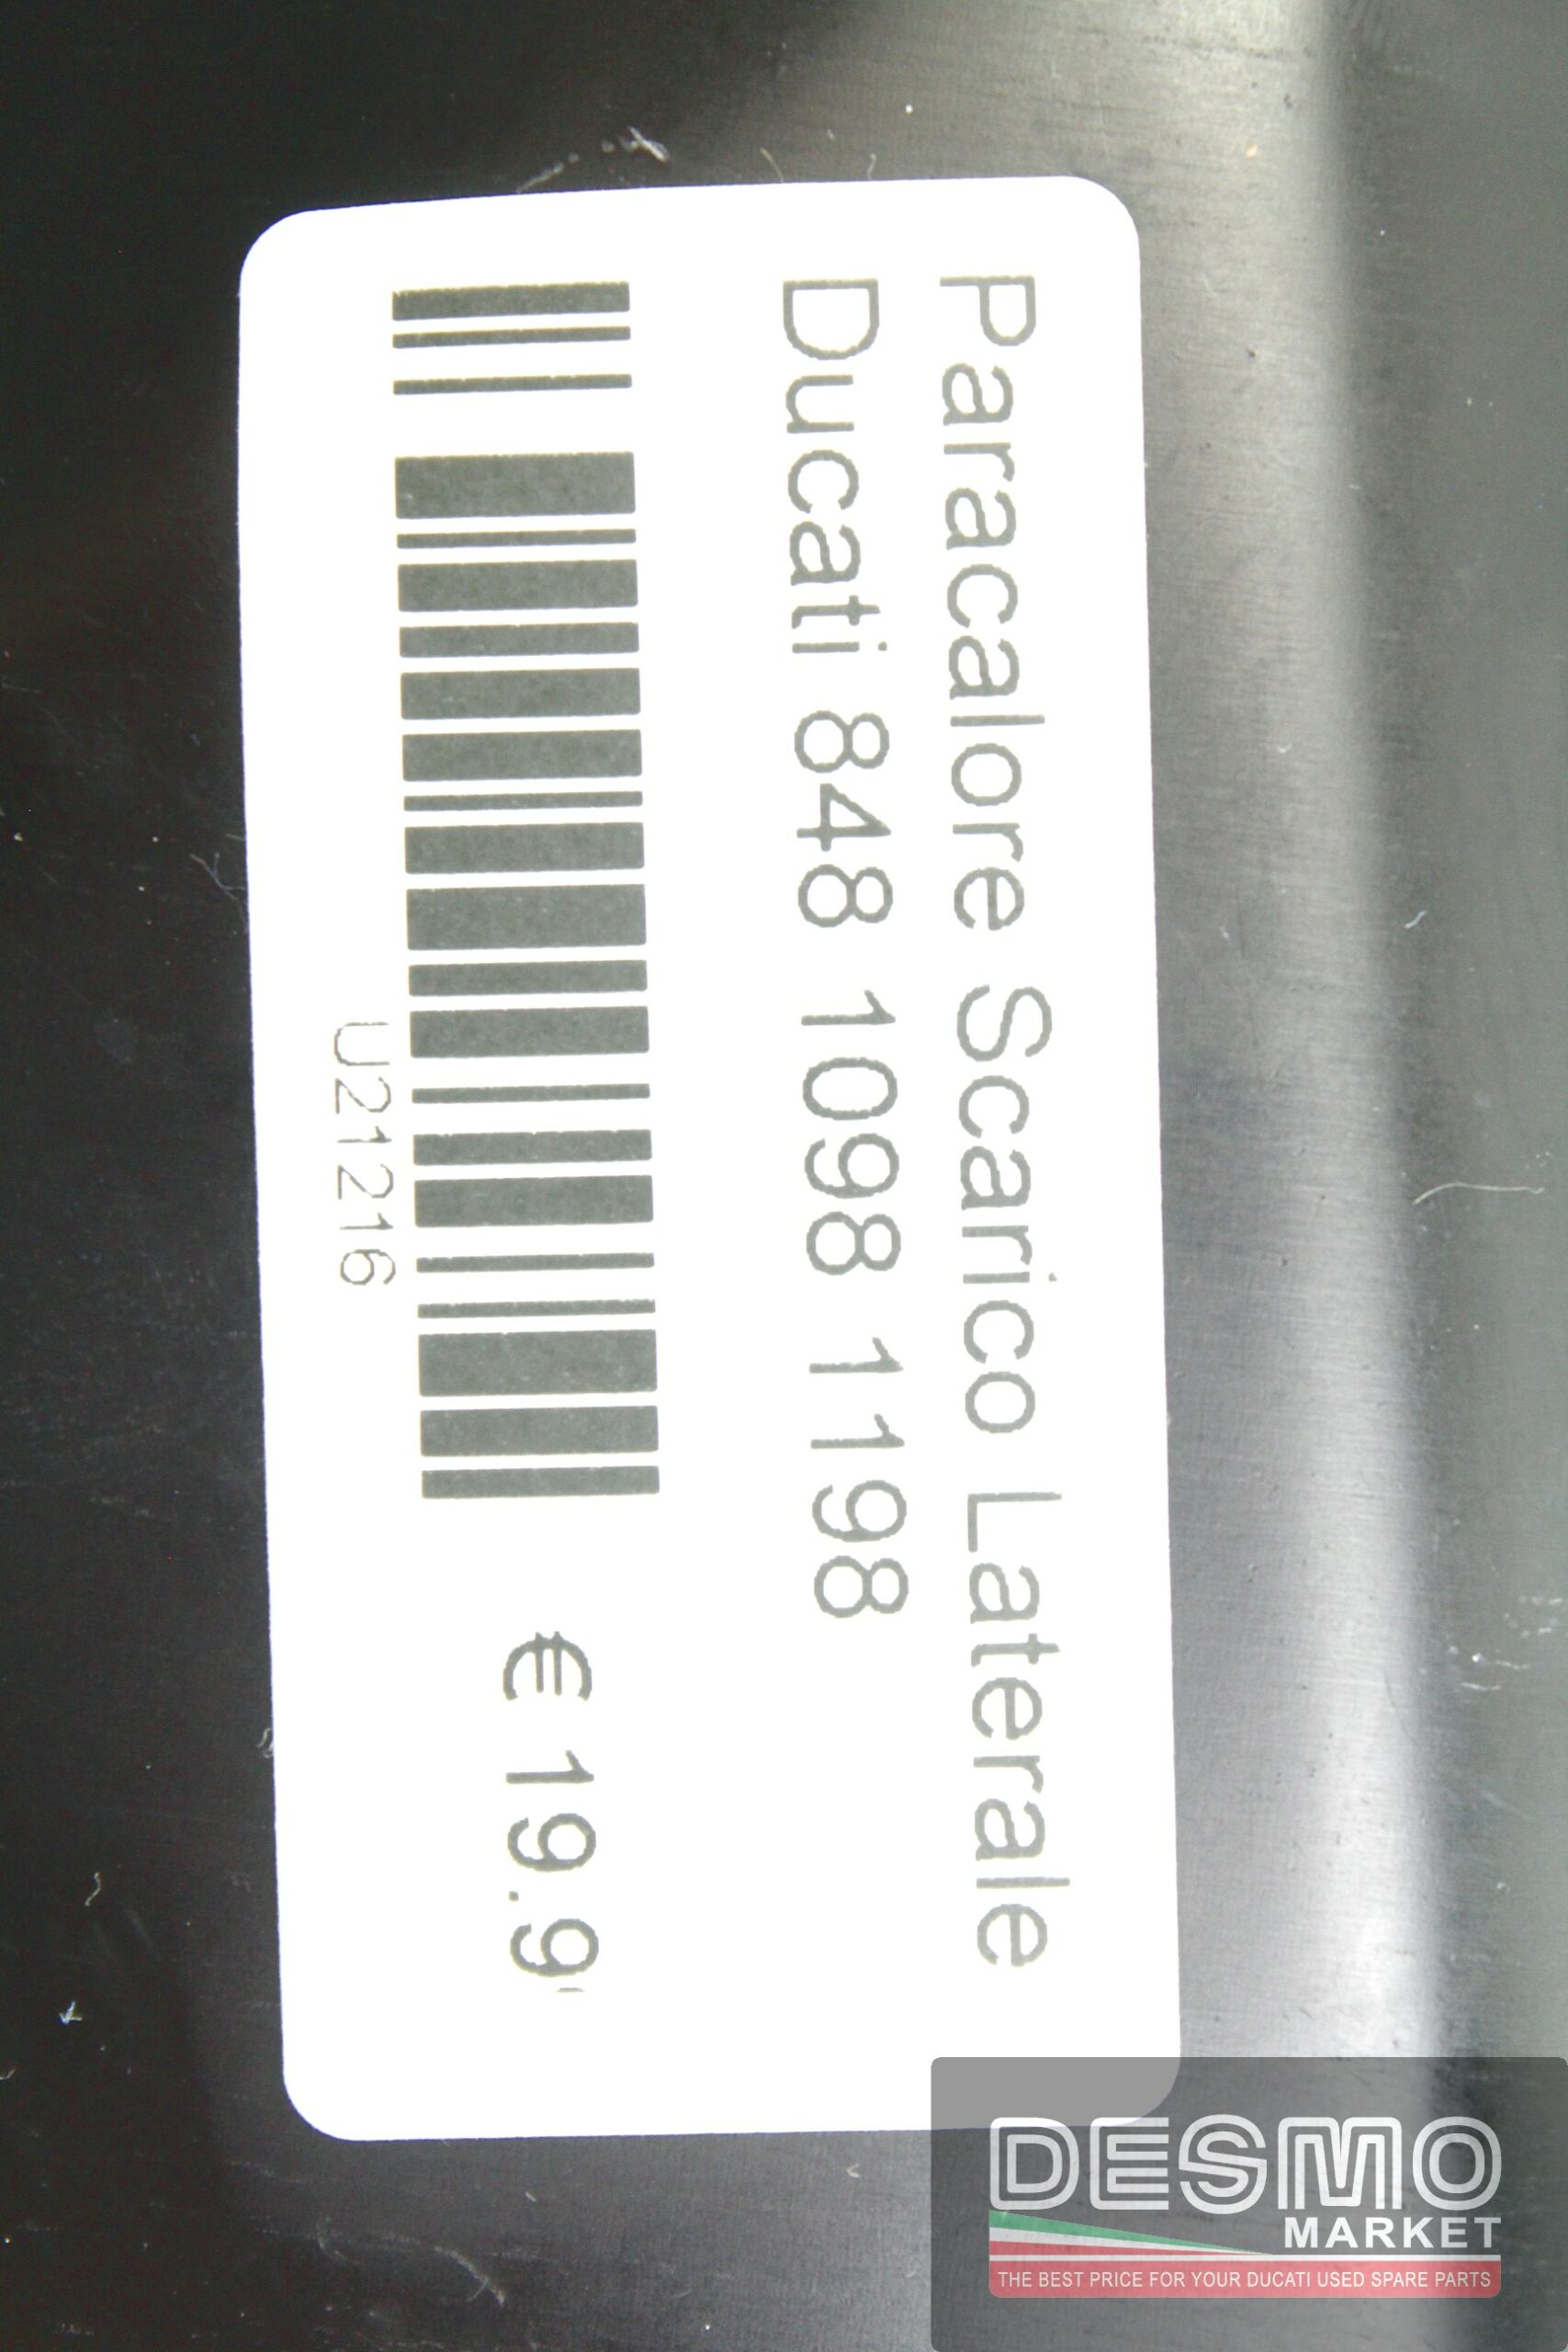 Paracalore Scarico Laterale
Ducati 848 1098 1198
€ 19.9
U21216
DESMO
MARKET
THE BEST PRICE FOR YOUR DUCATI USED SPARE PARTS